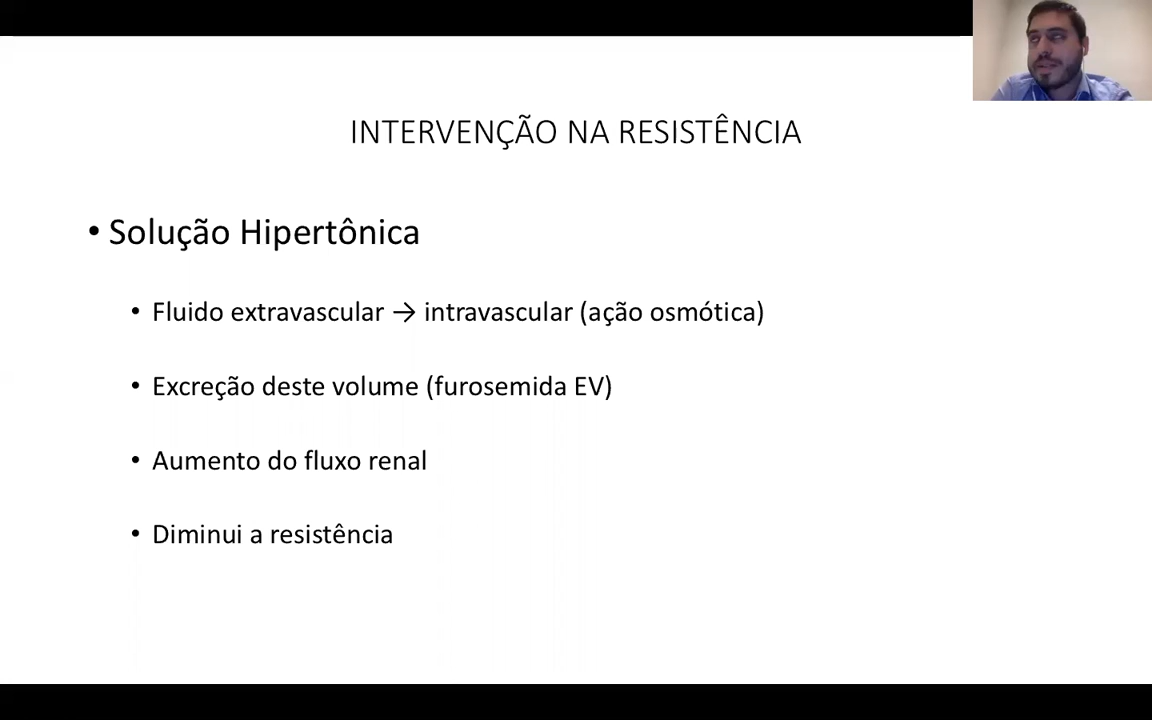 INTERVENÇÃO NA RESISTÊNCIA
• Solução Hipertônica
• Fluido extravascular → intravascular (ação osmótica)
• Excreção deste volume (furosemida EV)
• Aumento do fluxo renal
• Diminui a resistência